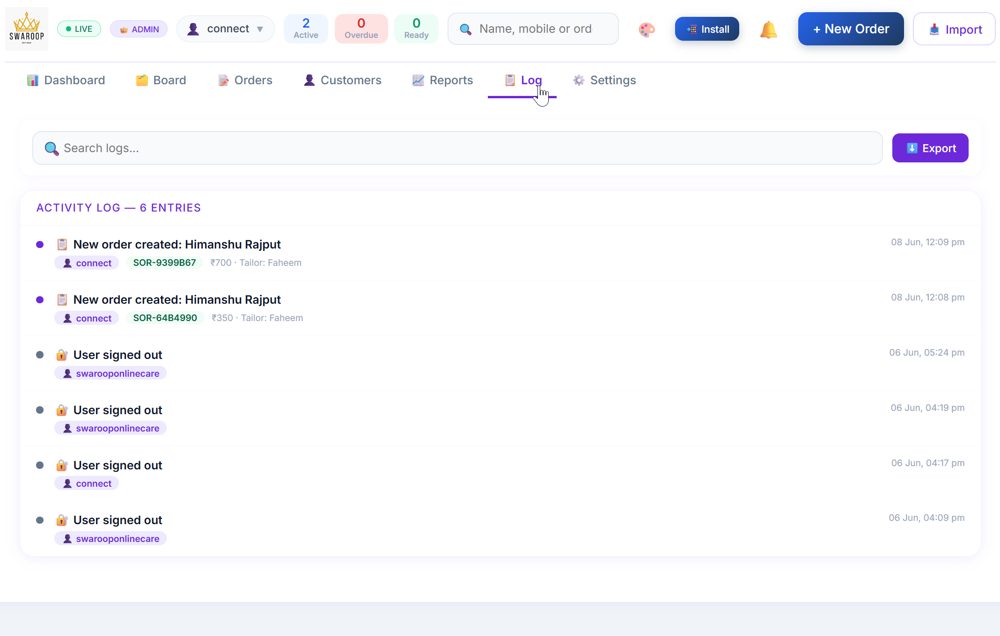 SWAROOP
LIVE
ADMIN
connect ▼
2 Active
0 Overdue
0 Ready
Name, mobile or ord
Install
+ New Order
Import
Dashboard
Board
Orders
Customers
Reports
Log
Settings
Search logs...
Export
ACTIVITY LOG — 6 ENTRIES
New order created: Himanshu Rajput
08 Jun, 12:09 pm
connect SOR-9399B67 ₹700 · Tailor: Faheem
New order created: Himanshu Rajput
08 Jun, 12:08 pm
connect SOR-64B4990 ₹350 · Tailor: Faheem
User signed out
06 Jun, 05:24 pm
swarooponlinecare
User signed out
06 Jun, 04:19 pm
swarooponlinecare
User signed out
06 Jun, 04:17 pm
connect
User signed out
06 Jun, 04:09 pm
swarooponlinecare